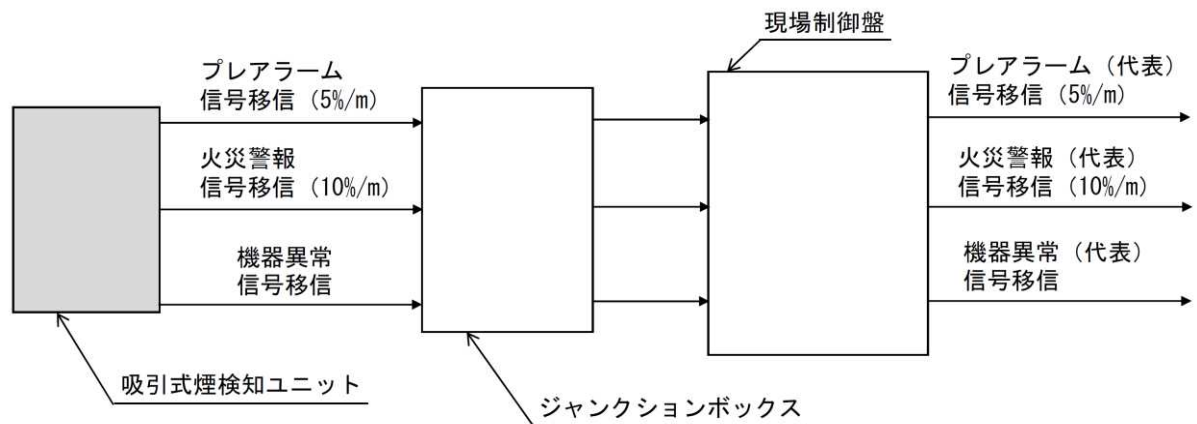 現場制御盤
プレアラーム
信号移信 (5%/m)
火災警報
信号移信 (10%/m)
機器異常
信号移信
プレアラーム (代表)
信号移信 (5%/m)
火災警報 (代表)
信号移信 (10%/m)
機器異常 (代表)
信号移信
吸引式煙検知ユニット
ジャンクションボックス